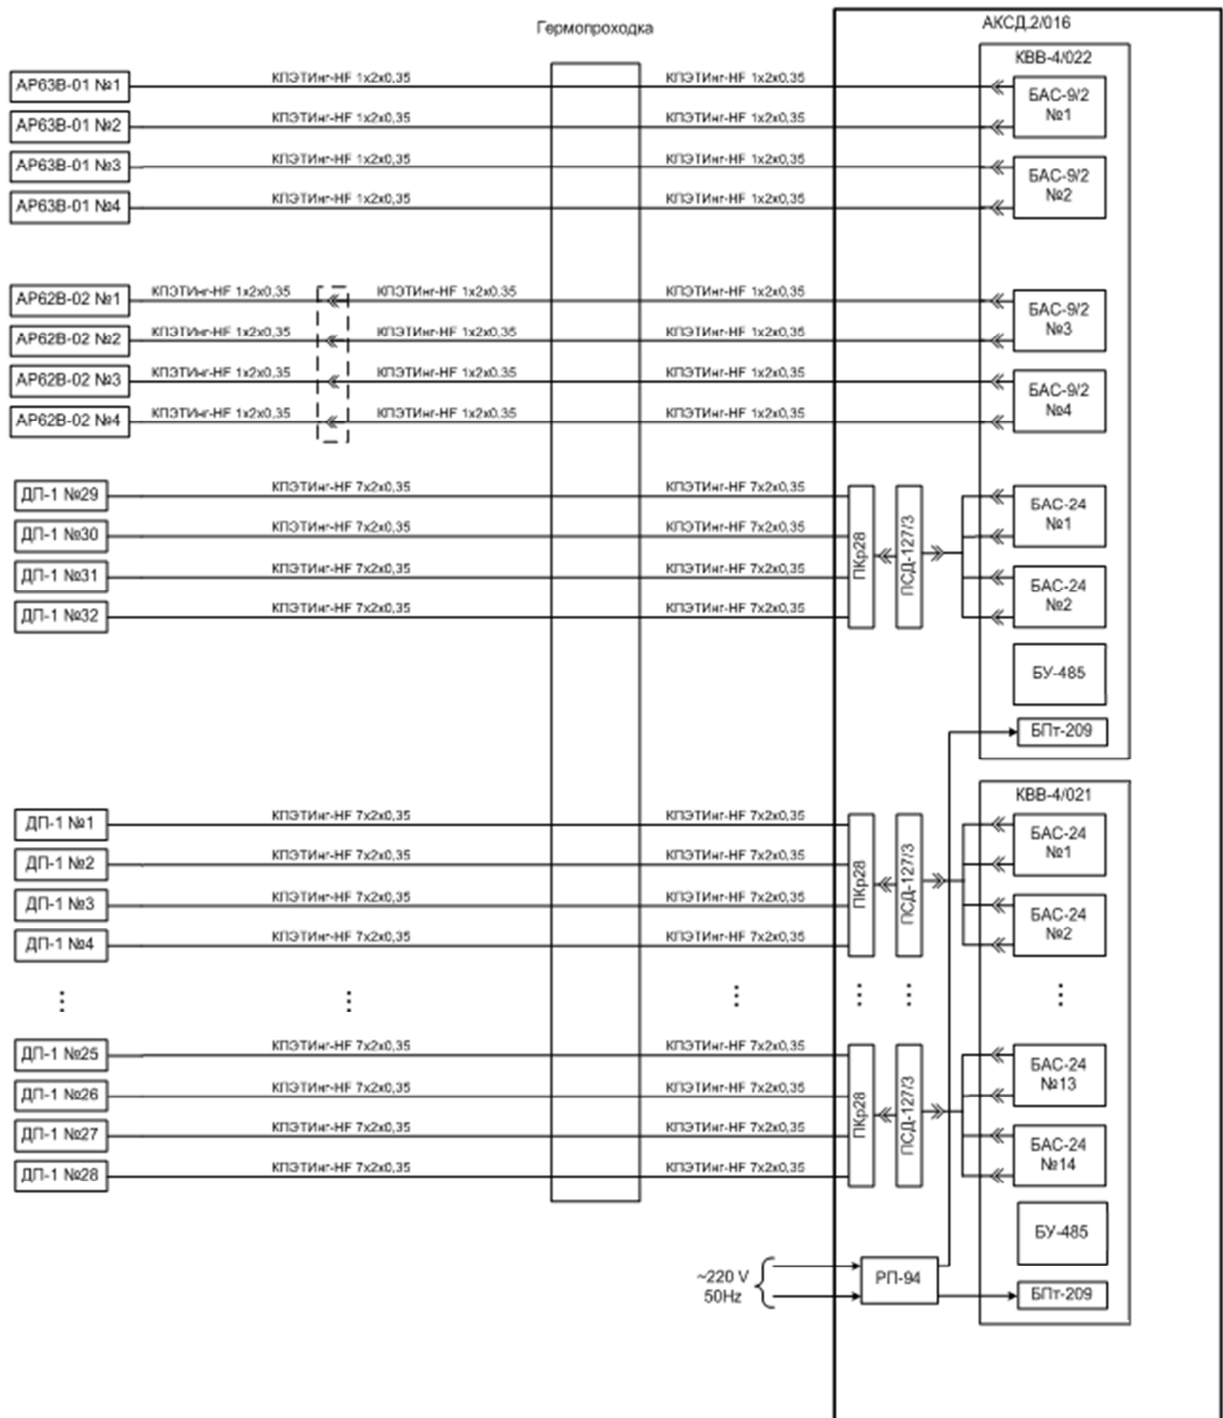 АКСД.2/016
Гермопроходка
КВВ-4/022
АР63В-01 №1
КПЭТИнг-HF 1x2x0,35
КПЭТИнг-HF 1x2x0,35
БАС-9/2
№1
АР63В-01 №2
КПЭТИнг-HF 1x2x0,35
КПЭТИнг-HF 1x2x0,35
АР63В-01 №3
КПЭТИнг-HF 1x2x0,35
КПЭТИнг-HF 1x2x0,35
БАС-9/2
№2
АР63В-01 №4
КПЭТИнг-HF 1x2x0,35
КПЭТИнг-HF 1x2x0,35
АР62В-02 №1
КПЭТИнг-HF 1x2x0,35
КПЭТИнг-HF 1x2x0,35
КПЭТИнг-HF 1x2x0,35
БАС-9/2
№3
АР62В-02 №2
КПЭТИнг-HF 1x2x0,35
КПЭТИнг-HF 1x2x0.35
КПЭТИнг-HF 1x2x0,35
АР62В-02 №3
КПЭТИнг-HF 1x2x0,35
КПЭТИнг-HF 1x2x0.35
КПЭТИнг-HF 1x2x0,35
БАС-9/2
№4
АР62В-02 №4
КПЭТИнг-HF 1x2x0,35
КПЭТИнг-HF 1x2x0.35
КПЭТИнг-HF 1x2x0,35
ДП-1 №29
КПЭТИнг-HF 7x2x0,35
КПЭТИнг-HF 7x2x0,35
БАС-24
№1
ДП-1 №30
КПЭТИнг-HF 7x2x0,35
КПЭТИнг-HF 7x2x0,35
ПКр28
ПСД-127/3
ДП-1 №31
КПЭТИнг-HF 7x2x0,35
КПЭТИнг-HF 7x2x0,35
БАС-24
№2
ДП-1 №32
КПЭТИнг-HF 7x2x0,35
КПЭТИнг-HF 7x2x0,35
БУ-485
БПт-209
КВВ-4/021
ДП-1 №1
КПЭТИнг-HF 7x2x0,35
КПЭТИнг-HF 7x2x0,35
БАС-24
№1
ДП-1 №2
КПЭТИнг-HF 7x2x0,35
КПЭТИнг-HF 7x2x0,35
ПКр28
ПСД-127/3
ДП-1 №3
КПЭТИнг-HF 7x2x0,35
КПЭТИнг-HF 7x2x0,35
БАС-24
№2
ДП-1 №4
КПЭТИнг-HF 7x2x0,35
КПЭТИнг-HF 7x2x0,35
ДП-1 №25
КПЭТИнг-HF 7x2x0,35
КПЭТИнг-HF 7x2x0,35
БАС-24
№13
ДП-1 №26
КПЭТИнг-HF 7x2x0,35
КПЭТИнг-HF 7x2x0,35
ПКр28
ПСД-127/3
ДП-1 №27
КПЭТИнг-HF 7x2x0,35
КПЭТИнг-HF 7x2x0,35
БАС-24
№14
ДП-1 №28
КПЭТИнг-HF 7x2x0,35
КПЭТИнг-HF 7x2x0,35
БУ-485
~220 V
50Hz
РП-94
БПт-209